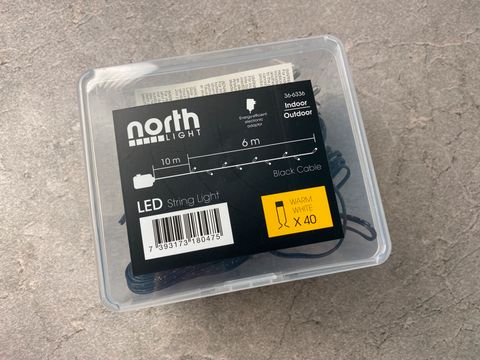 north
LIGHT
Energy efficient
electronic
adaptor
36-6336
Indoor
Outdoor
10 m
6 m
Black Cable
LED String Light
7 393173 180475
WARM
WHITE
X 40